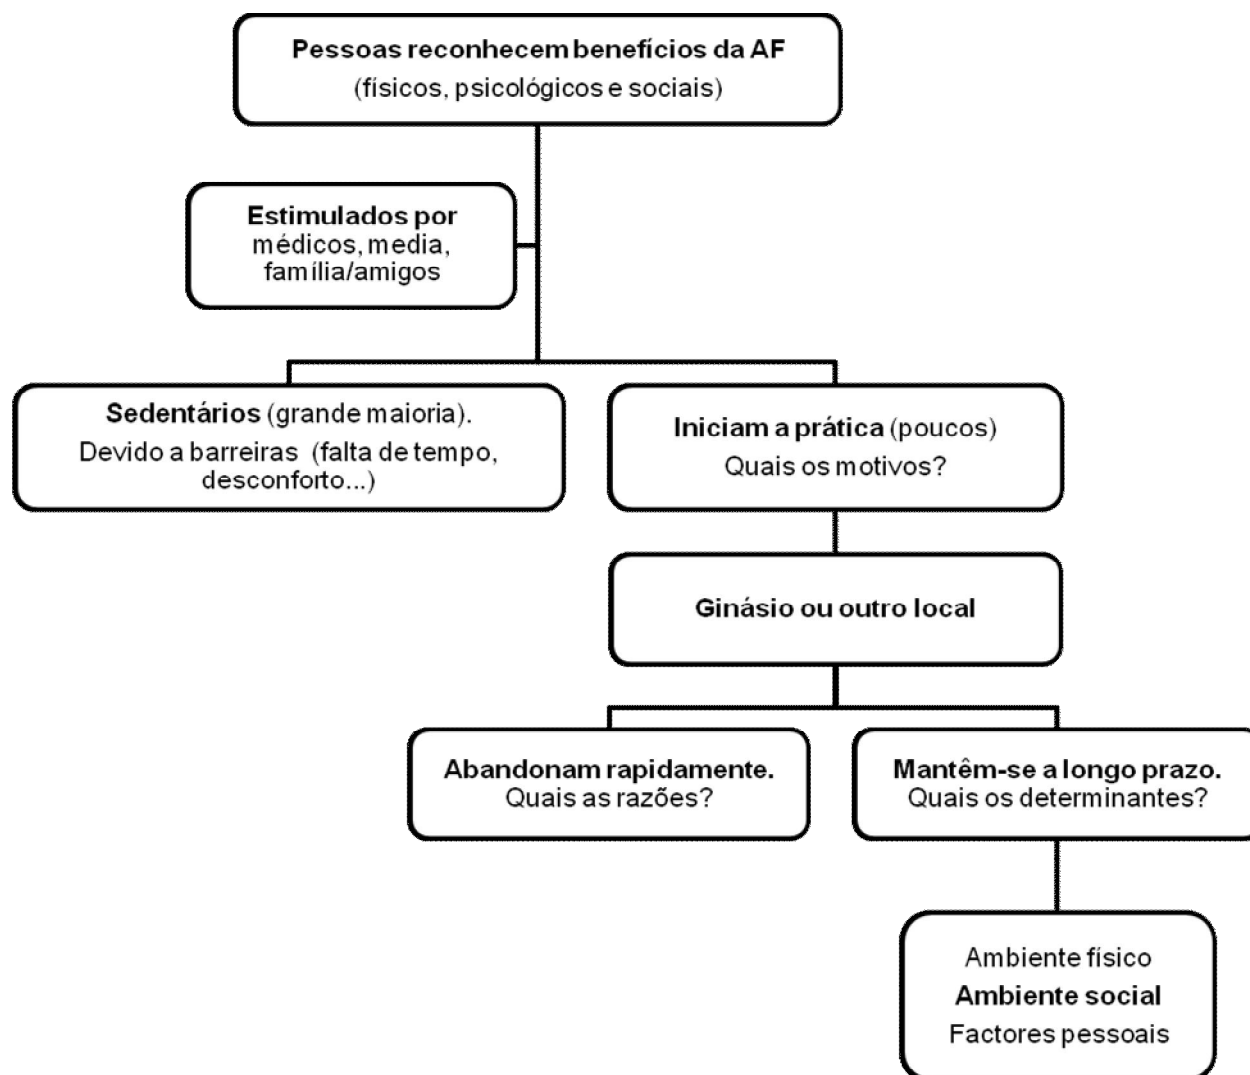 Pessoas reconhecem benefícios da AF
(físicos, psicológicos e sociais)
Estimulados por
médicos, media,
família/amigos
Sedentários (grande maioria).
Devido a barreiras (falta de tempo,
desconforto...)
Iniciam a prática (poucos)
Quais os motivos?
Ginásio ou outro local
Abandonam rapidamente.
Quais as razões?
Mantêm-se a longo prazo.
Quais os determinantes?
Ambiente físico
Ambiente social
Factores pessoais